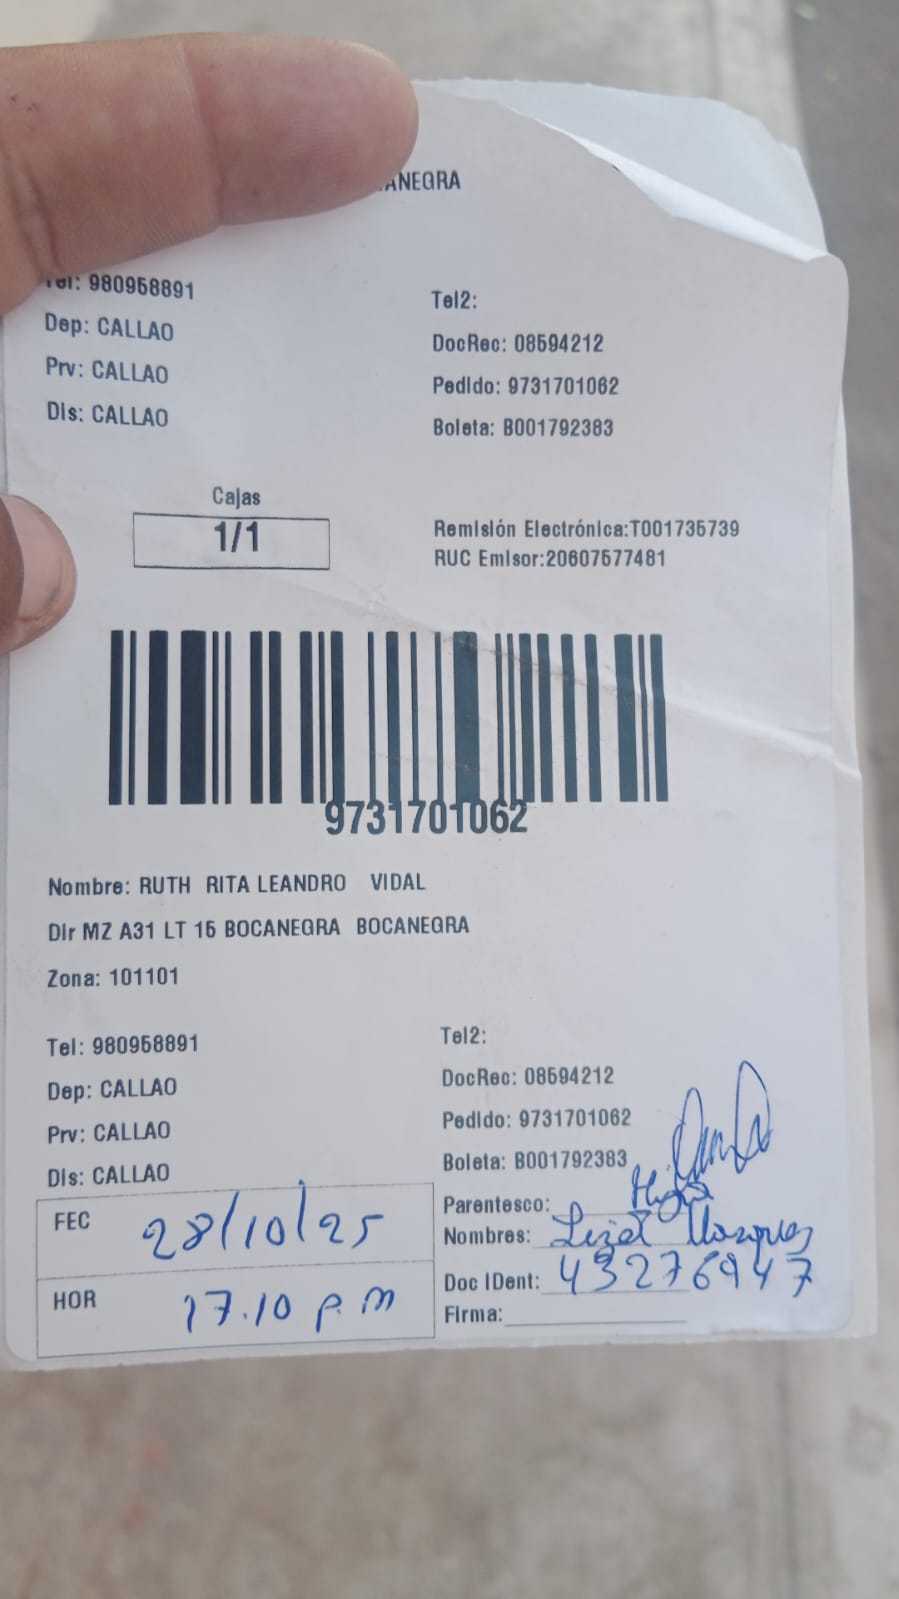 ANEGRA
Tel: 980958891
Tel2:
Dep: CALLAO
DocRec: 08594212
Prv: CALLAO
Pedido: 9731701062
Dis: CALLAO
Boleta: B001792383
Cajas
1/1
Remisión Electrónica:T001735739
RUC Emisor:20607577481
9731701062
Nombre: RUTH RITA LEANDRO VIDAL
Dir MZ A31 LT 15 BOCANEGRA BOCANEGRA
Zona: 101101
Tel: 980958891
Tel2:
Dep: CALLAO
DocRec: 08594212
Prv: CALLAO
Pedido: 9731701062
Dis: CALLAO
Boleta: B001792383
FEC 28/10/25
Parentesco:
Nombres:
HOR 17.10 p.m
Doc IDent: 43276947
Firma: